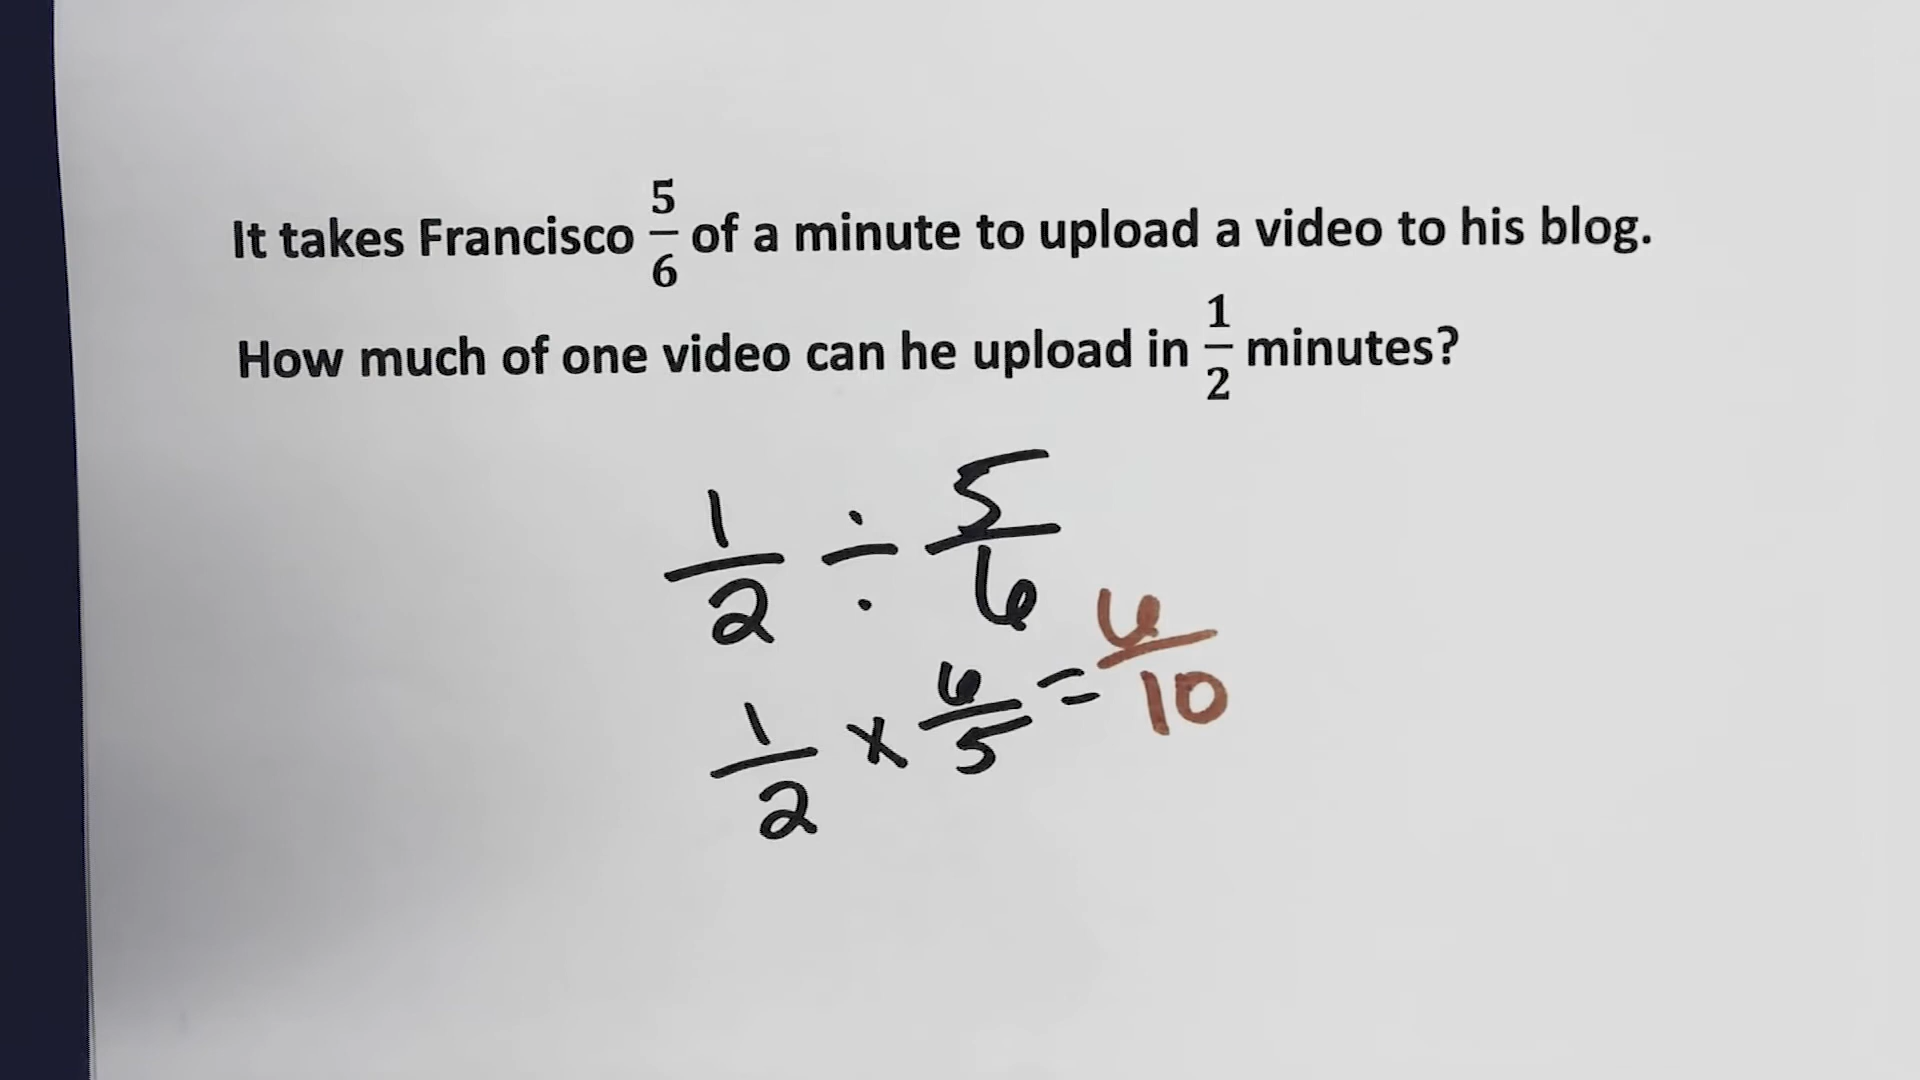 It takes Francisco 5/6 of a minute to upload a video to his blog.
How much of one video can he upload in 1/2 minutes?
1/2 ÷ 5/6
1/2 × 6/5 = 6/10